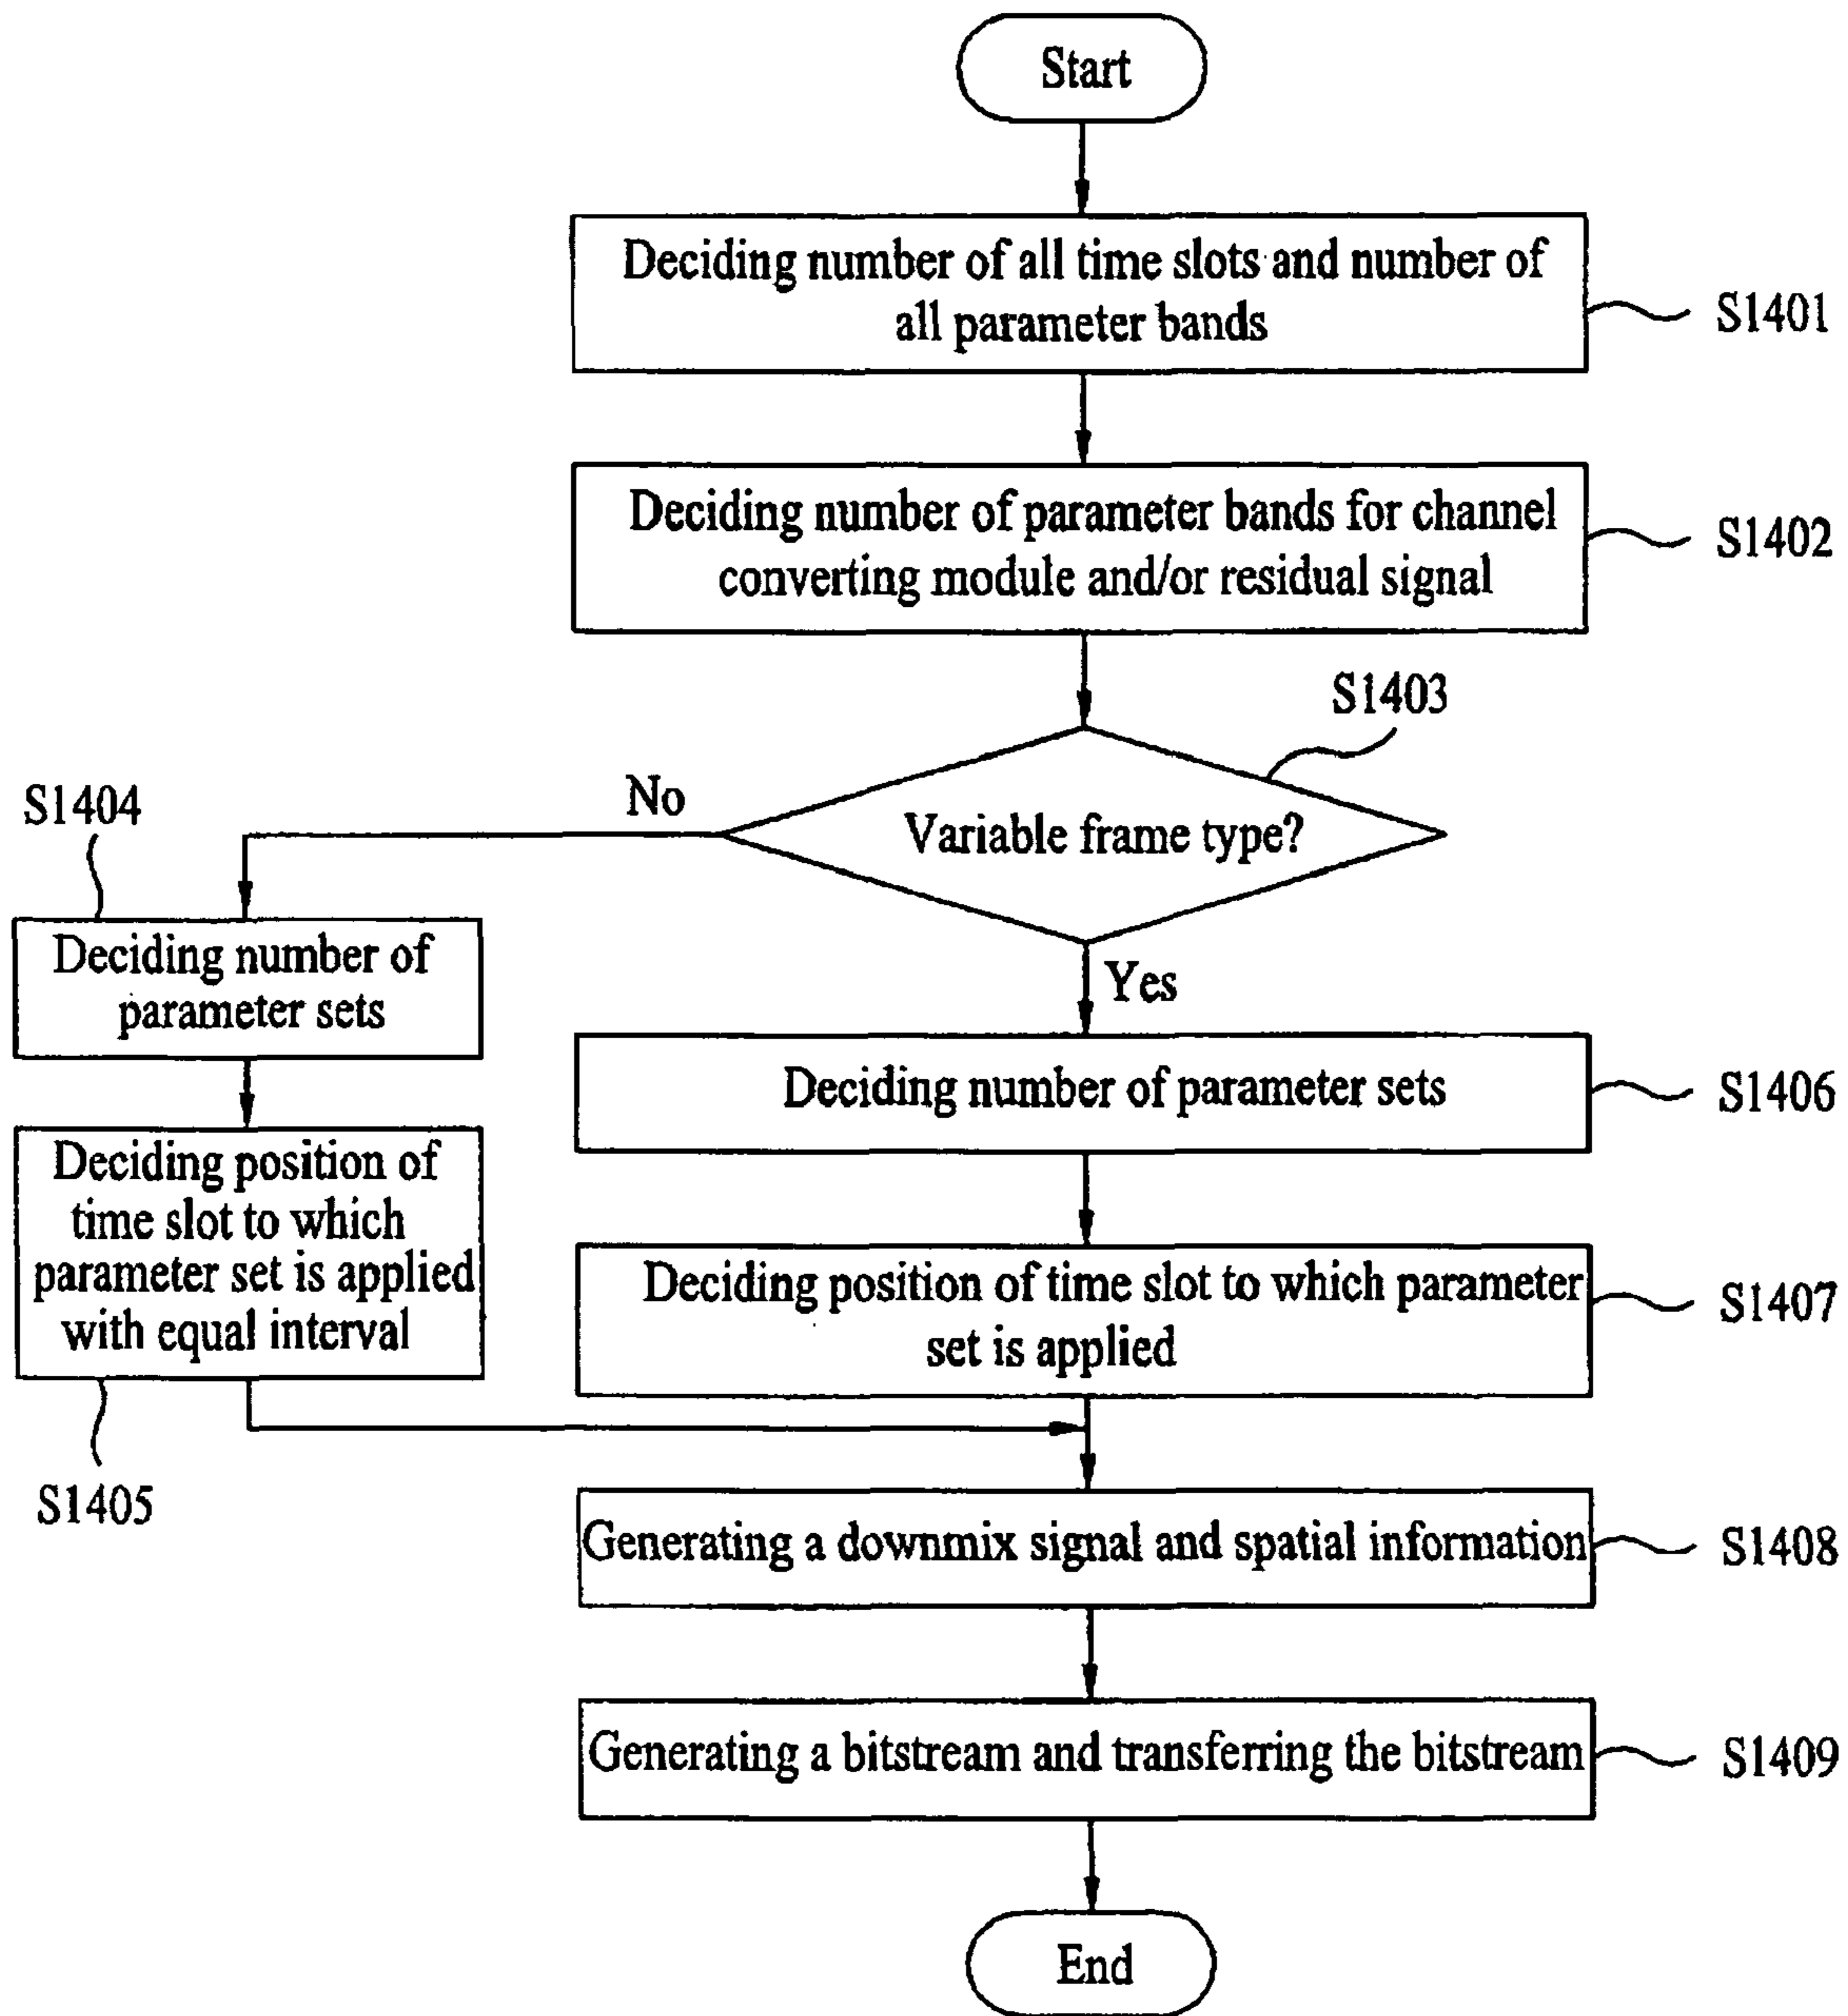 Start
Deciding number of all time slots and number of
all parameter bands
S1401
Deciding number of parameter bands for channel
converting module and/or residual signal
S1402
S1403
Variable frame type?
No
Yes
S1404
Deciding number of
parameter sets
Deciding position of
time slot to which
parameter set is applied
with equal interval
S1405
Deciding number of parameter sets
S1406
Deciding position of time slot to which parameter
set is applied
S1407
Generating a downmix signal and spatial information
S1408
Generating a bitstream and transferring the bitstream
S1409
End